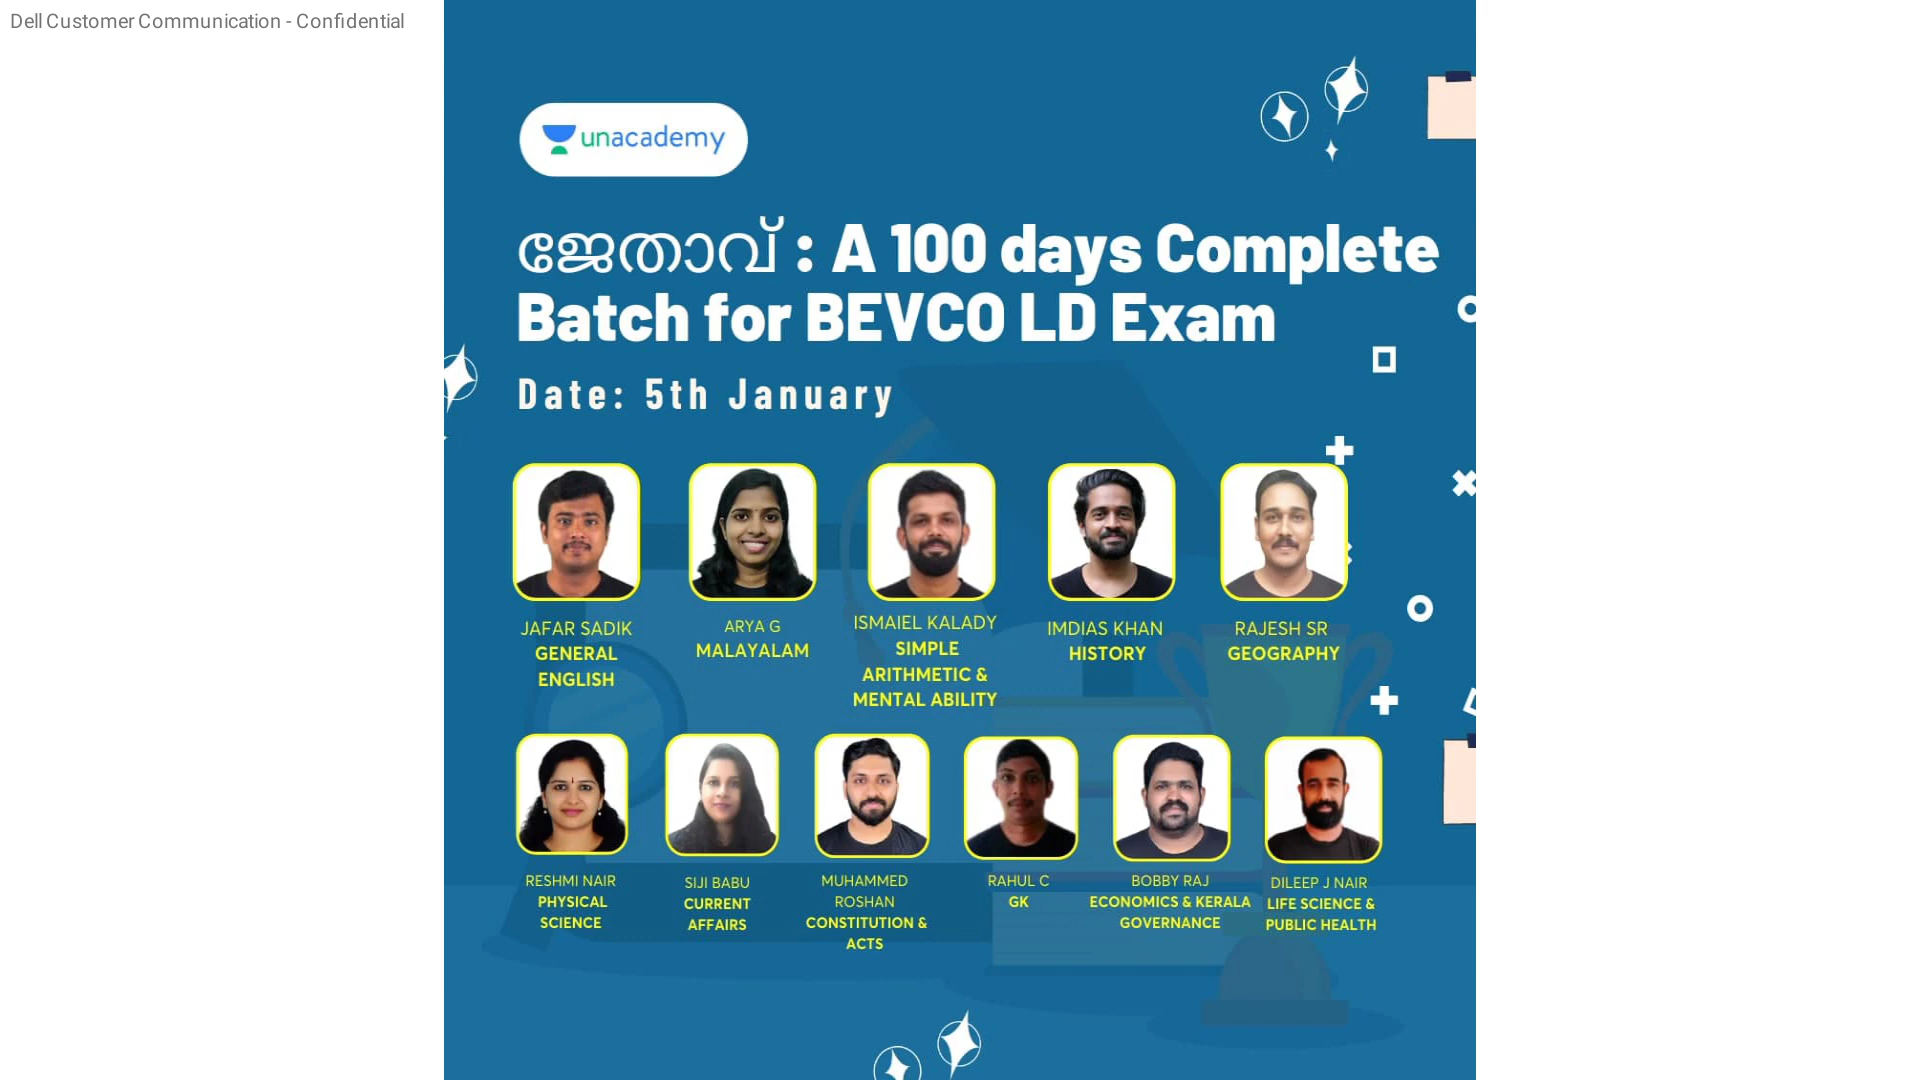 Dell Customer Communication - Confidential
unacademy
ജേതാവ് : A 100 days Complete
Batch for BEVCO LD Exam
Date: 5th January
JAFAR SADIK
GENERAL
ENGLISH
ARYA G
MALAYALAM
ISMAIEL KALADY
SIMPLE
ARITHMETIC &
MENTAL ABILITY
IMDIAS KHAN
HISTORY
RAJESH SR
GEOGRAPHY
RESHMI NAIR
PHYSICAL
SCIENCE
SIJI BABU
CURRENT
AFFAIRS
MUHAMMED
ROSHAN
CONSTITUTION &
ACTS
RAHUL C
GK
BOBBY RAJ
ECONOMICS & KERALA
GOVERNANCE
DILEEP J NAIR
LIFE SCIENCE &
PUBLIC HEALTH